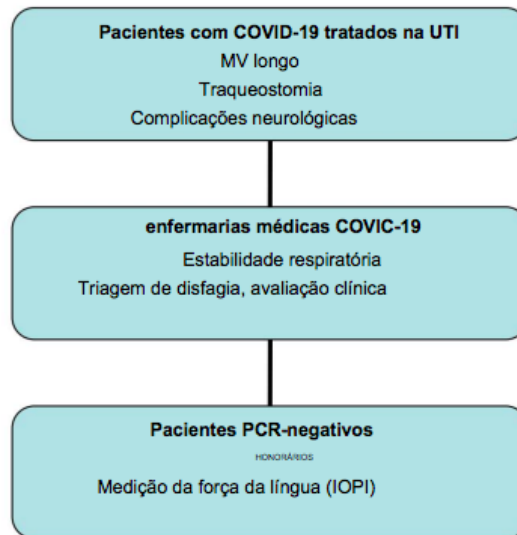 Pacientes com COVID-19 tratados na UTI
MV longo
Traqueostomia
Complicações neurológicas
enfermarias médicas COVIC-19
Estabilidade respiratória
Triagem de disfagia, avaliação clínica
Pacientes PCR-negativos
HONORÁRIOS
Medição da força da língua (IOPI)